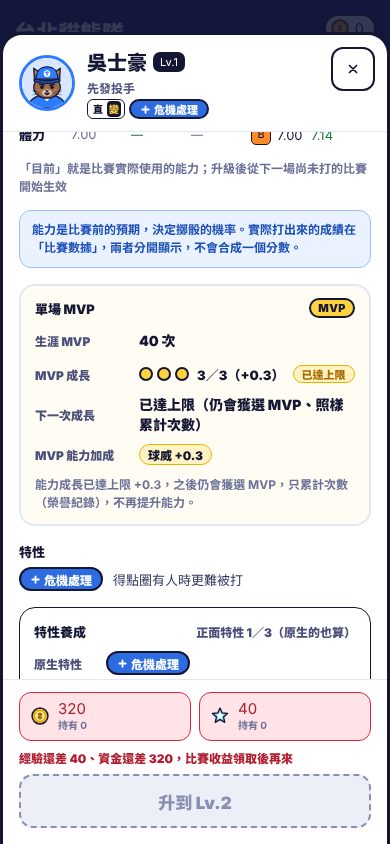 吳士豪 Lv.1
×
先發投手
直 變 + 危機處理
體力 7.00 — — B 7.00 7.14
「目前」就是比賽實際使用的能力；升級後從下一場尚未打的比賽
開始生效
能力是比賽前的預期，決定擲骰的機率。實際打出來的成績在
「比賽數據」，兩者分開顯示，不會合成一個分數。
單場 MVP MVP
生涯 MVP 40 次
MVP 成長 3／3（+0.3） 已達上限
下一次成長 已達上限（仍會獲選 MVP、照樣
累計次數）
MVP 能力加成 球威 +0.3
能力成長已達上限 +0.3，之後仍會獲選 MVP，只累計次數
（榮譽紀錄），不再提升能力。
特性
+ 危機處理 得點圈有人時更難被打
特性養成 正面特性 1／3（原生的也算）
原生特性 + 危機處理
320
持有 0
40
持有 0
經驗還差 40、資金還差 320，比賽收益領取後再來
升到 Lv.2